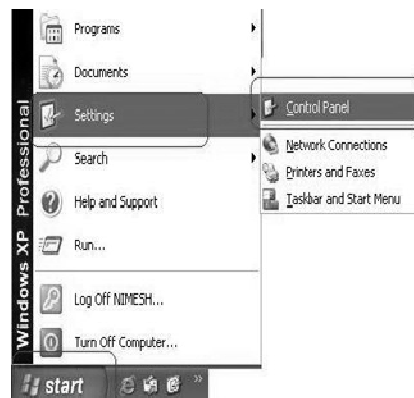 Windows XP Professional
Programs
Documents
Settings
Search
Help and Support
Run...
Log Off NIMESH...
Turn Off Computer...
start
»
Control Panel
Network Connections
Printers and Faxes
Taskbar and Start Menu